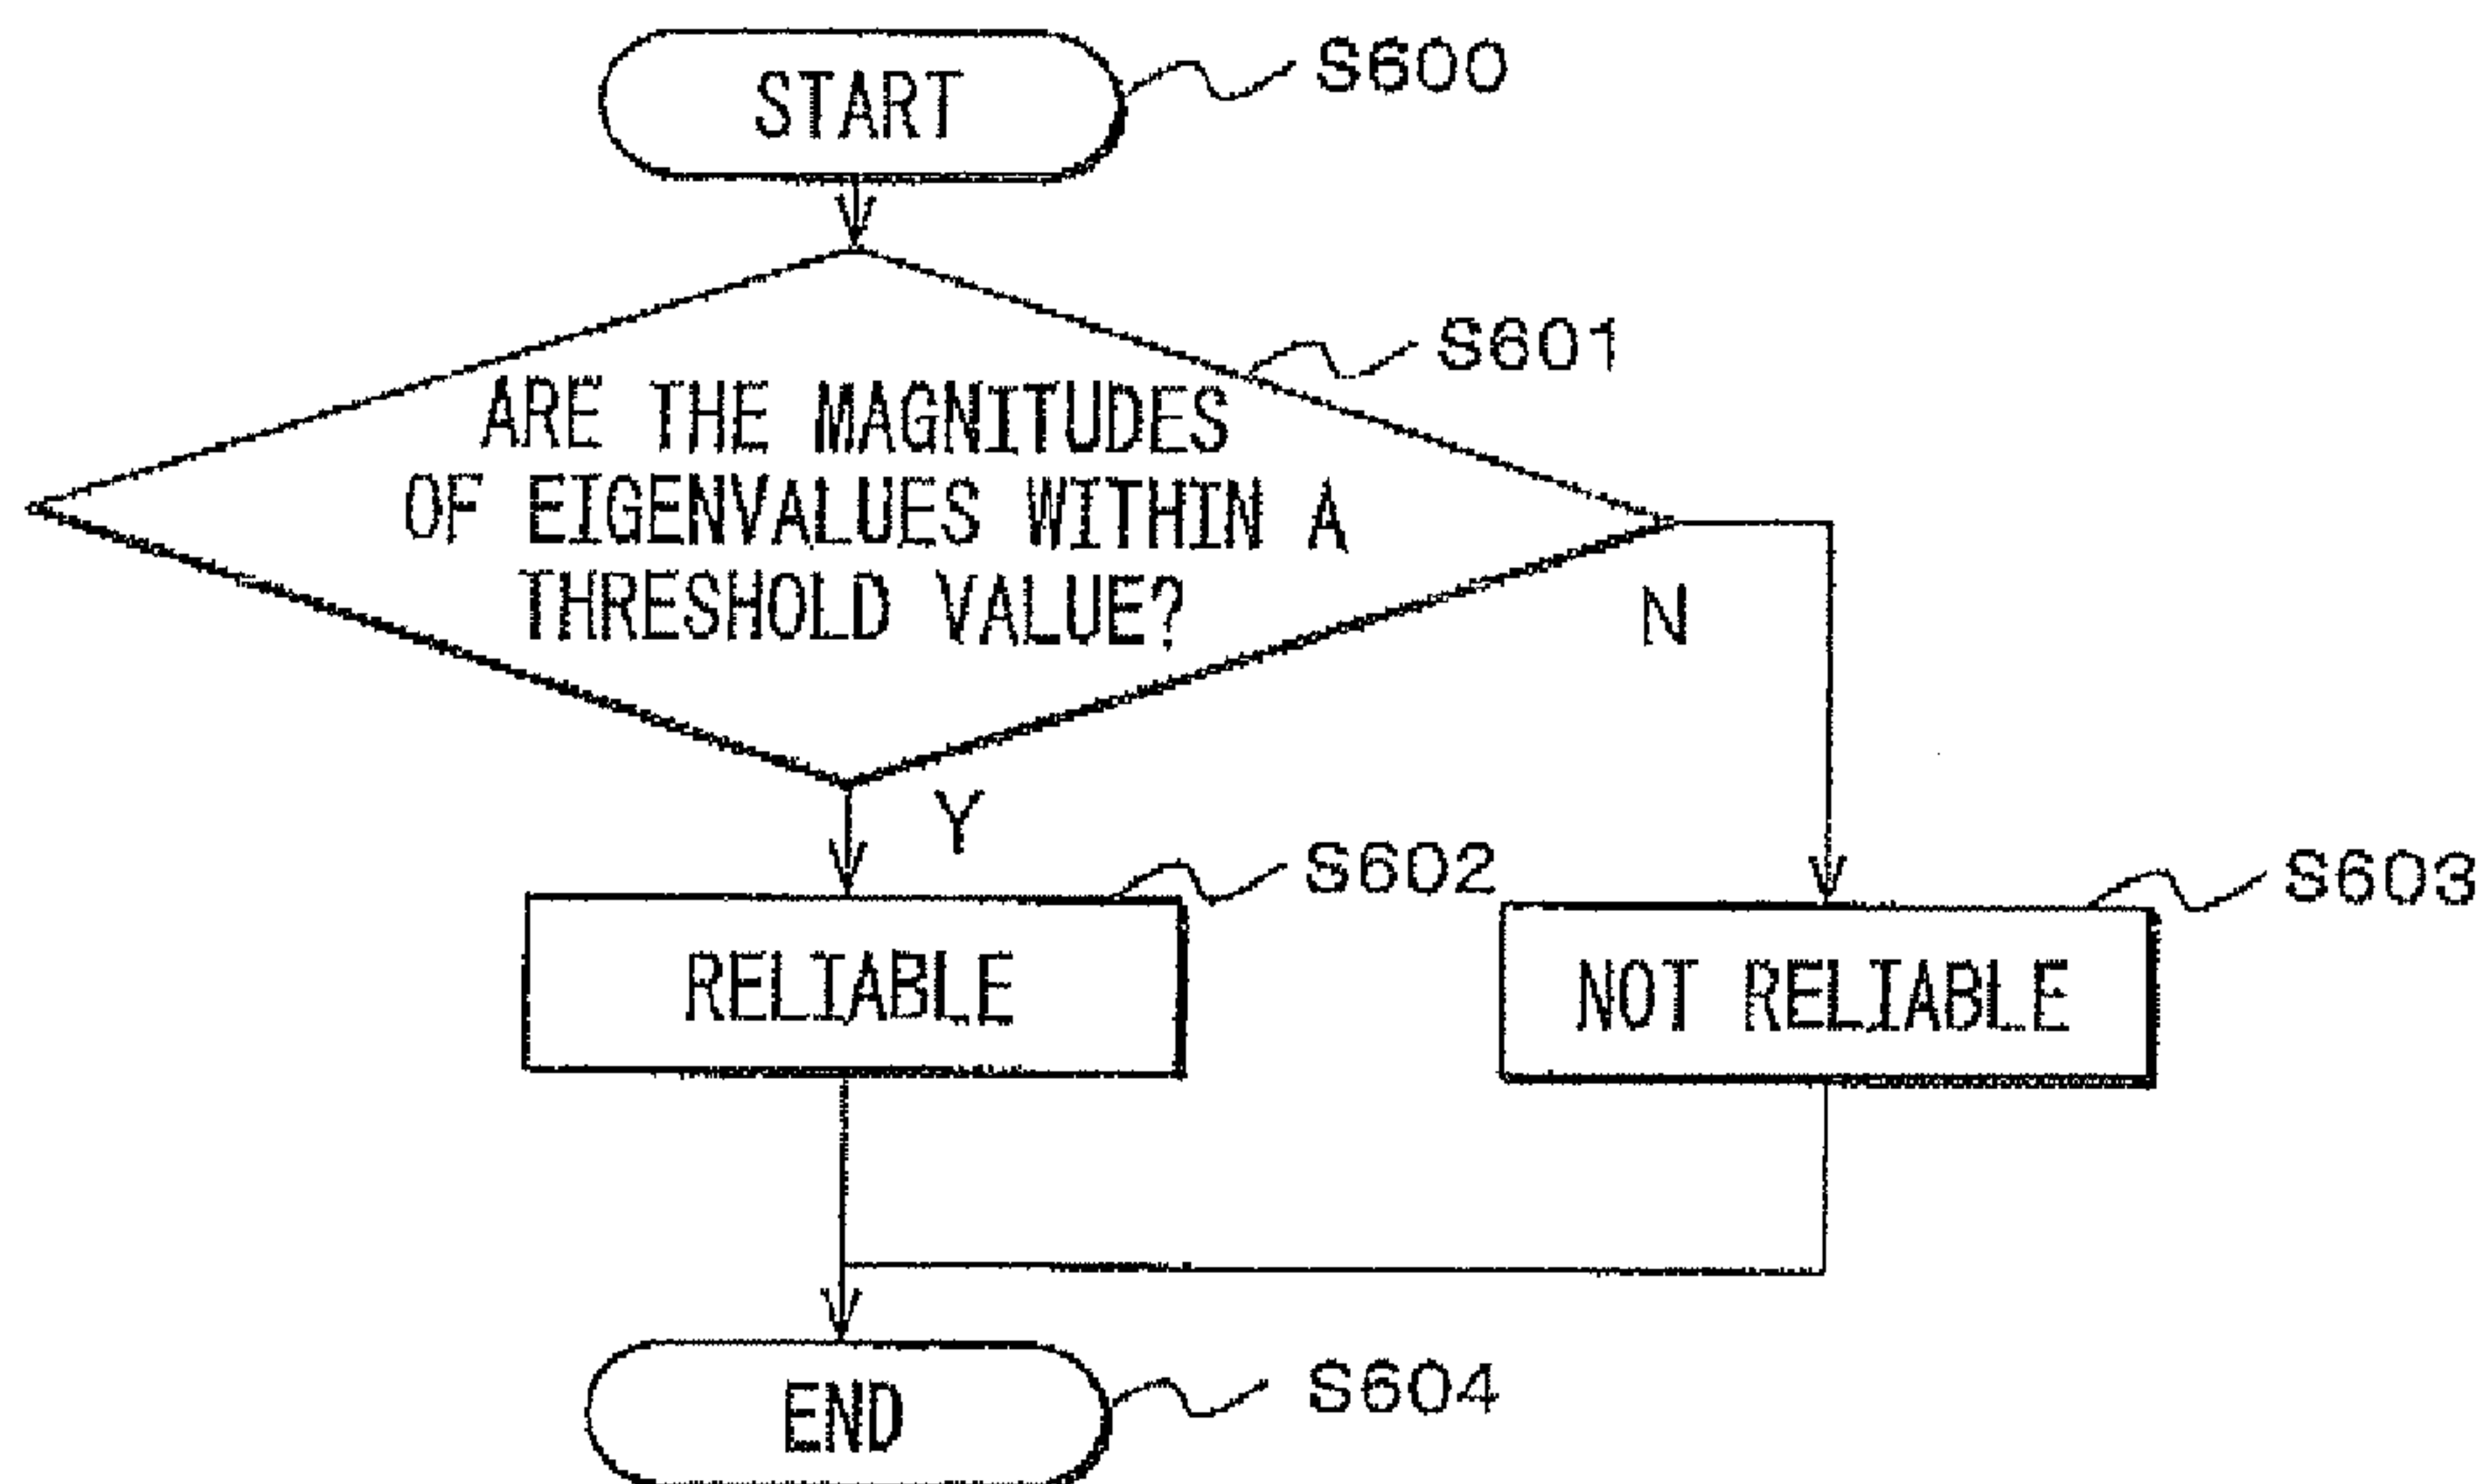 START
S600
S601
ARE THE MAGNITUDES
OF EIGENVALUES WITHIN A
THRESHOLD VALUE?
N
Y
S602
S603
RELIABLE
NOT RELIABLE
END
S604